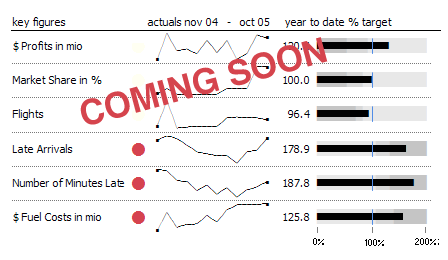 key figures actuals nov 04 - oct 05 year to date % target
$ Profits in mio
Market Share in % 100.0
Flights 96.4
Late Arrivals 178.9
Number of Minutes Late 187.8
$ Fuel Costs in mio 125.8
0% 100% 200%
COMING SOON